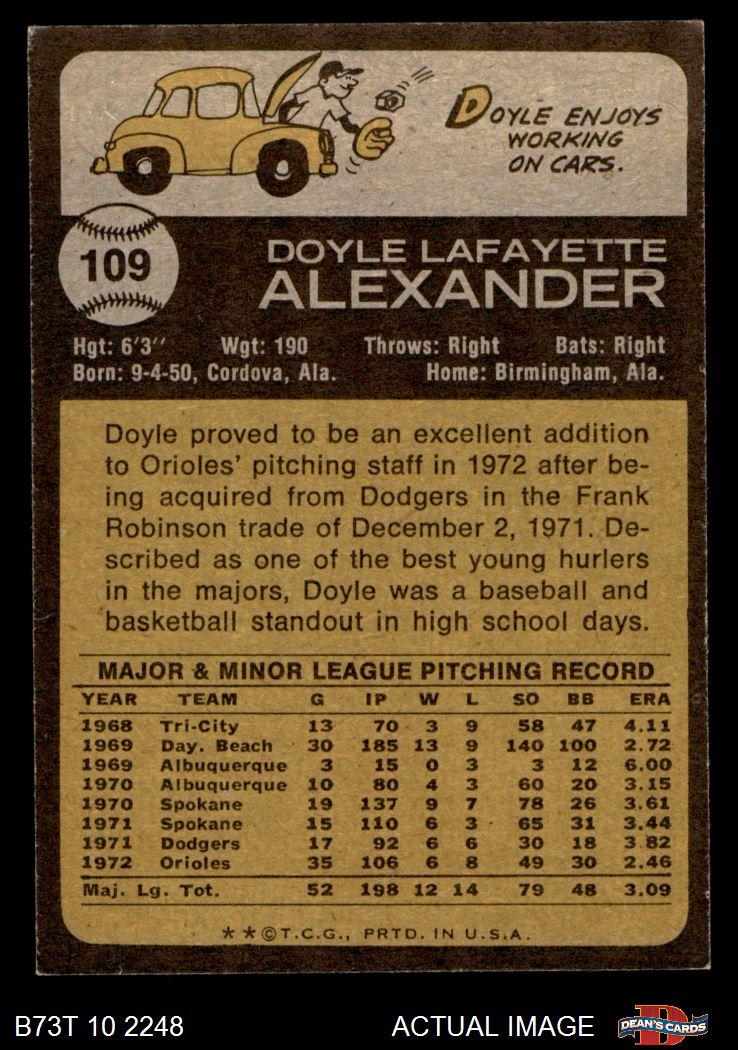 DOYLE ENJOYS
WORKING
ON CARS.
109
DOYLE LAFAYETTE
ALEXANDER
Hgt: 6'3'' Wgt: 190 Throws: Right Bats: Right
Born: 9-4-50, Cordova, Ala. Home: Birmingham, Ala.
Doyle proved to be an excellent addition
to Orioles' pitching staff in 1972 after be-
ing acquired from Dodgers in the Frank
Robinson trade of December 2, 1971. De-
scribed as one of the best young hurlers
in the majors, Doyle was a baseball and
basketball standout in high school days.
MAJOR & MINOR LEAGUE PITCHING RECORD
YEAR TEAM G IP W L SO BB ERA
1968 Tri-City 13 70 3 9 58 47 4.11
1969 Day. Beach 30 185 13 9 140 100 2.72
1969 Albuquerque 3 15 0 3 3 12 6.00
1970 Albuquerque 10 80 4 3 60 20 3.15
1970 Spokane 19 137 9 7 78 26 3.61
1971 Spokane 15 110 6 3 65 31 3.44
1971 Dodgers 17 92 6 6 30 18 3.82
1972 Orioles 35 106 6 8 49 30 2.46
Maj. Lg. Tot. 52 198 12 14 79 48 3.09
* * © T.C.G., PRTD. IN U.S.A.
B73T 10 2248 ACTUAL IMAGE D DEAN'S CARDS